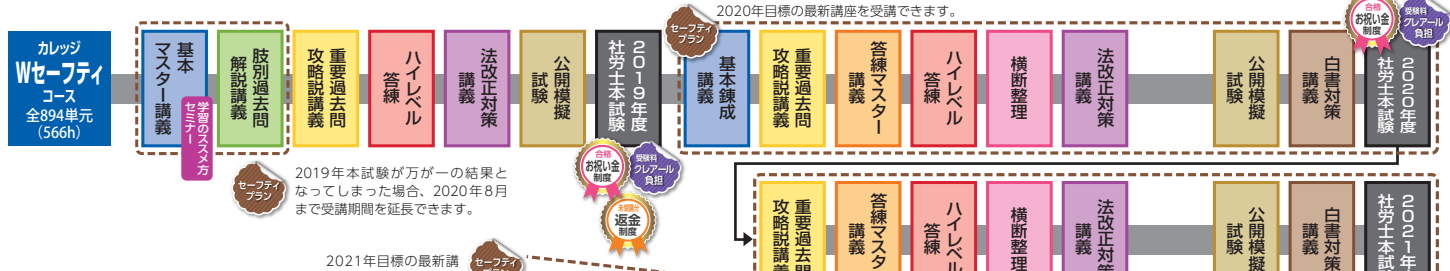 2020年目標の最新講座を受講できます。
カレッジ
Wセーフティ
コース
全894単元
（566h）
基本
マスター講義
学習のススメ方
セミナー
肢別過去問
解説講義
重要過去問
攻略説講義
ハイレベル
答練
法改正対策
講義
公開模擬
試験
2019年度
社労士本試験
セーフティ
プラン
基本錬成
講義
重要過去問
攻略説講義
答練マスター
講義
ハイレベル
答練
横断整理
法改正対策
講義
公開模擬
試験
白書対策
講義
2020年度
社労士本試験
合格
お祝い金
制度
受験料
クレアール
負担
セーフティ
プラン
2019年本試験が万が一の結果と
なってしまった場合、2020年8月
まで受講期間を延長できます。
合格
お祝い金
制度
受験料
クレアール
負担
未受講分
返金
制度
重要過去問
攻略説講義
答練マスタ
講義
ハイレベル
答練
横断整理
法改正対策
講義
公開模擬
試験
白書対策
講義
2021年
社労士本試
2021年目標の最新講
セーフティ